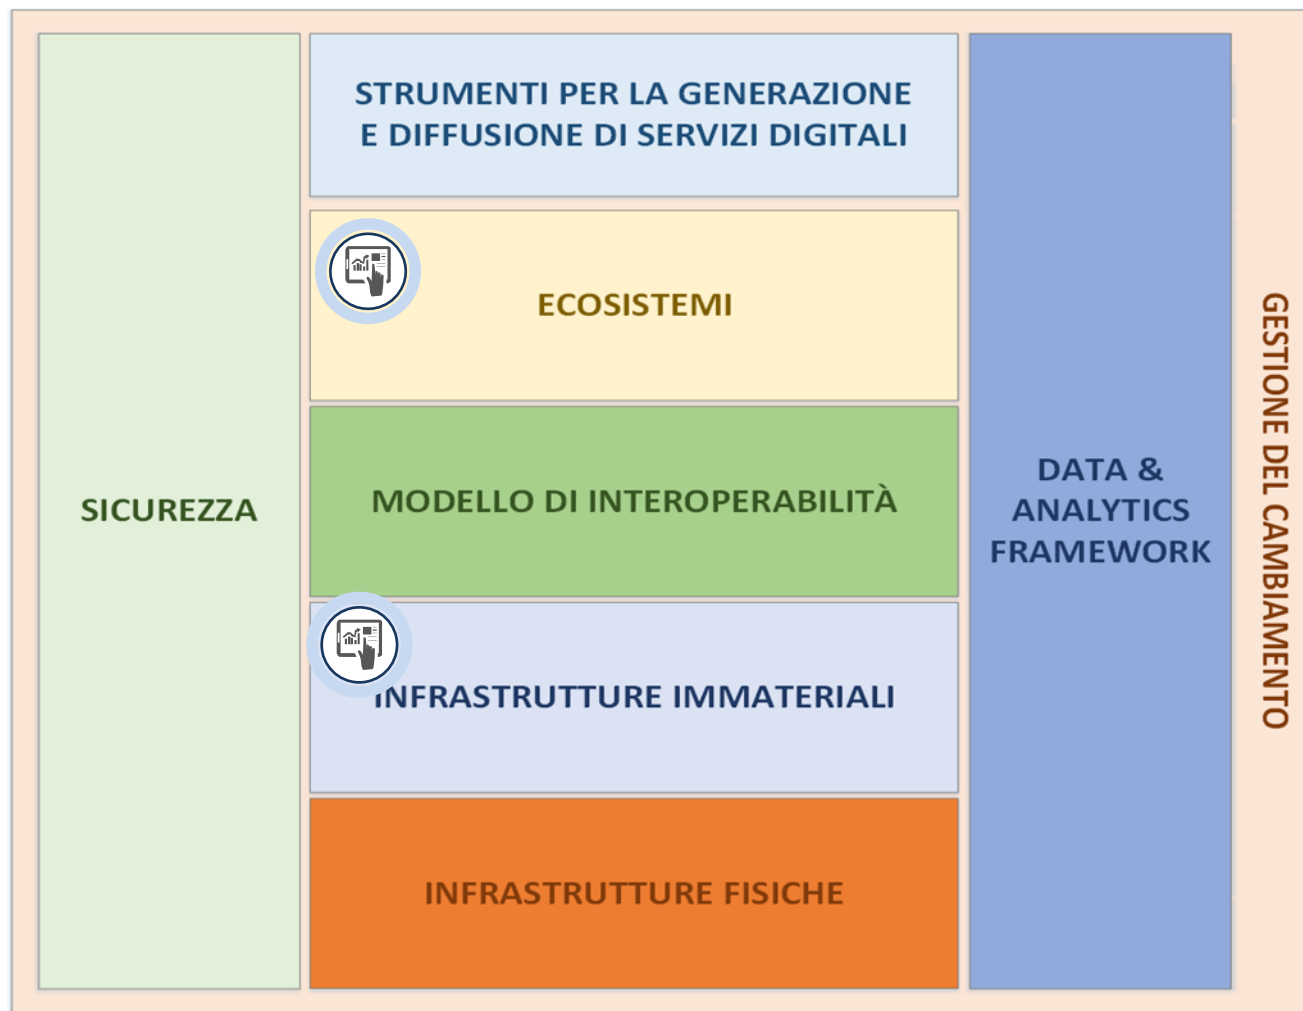 STRUMENTI PER LA GENERAZIONE
E DIFFUSIONE DI SERVIZI DIGITALI
ECOSISTEMI
SICUREZZA
MODELLO DI INTEROPERABILITÀ
DATA &
ANALYTICS
FRAMEWORK
GESTIONE DEL CAMBIAMENTO
INFRASTRUTTURE IMMATERIALI
INFRASTRUTTURE FISICHE